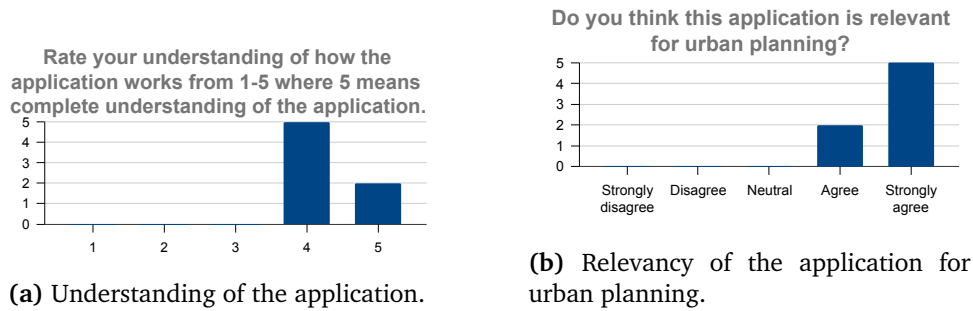 Rate your understanding of how the
application works from 1-5 where 5 means
complete understanding of the application.
5
4
3
2
1
0
1 2 3 4 5
(a) Understanding of the application.
Do you think this application is relevant
for urban planning?
5
4
3
2
1
0
Strongly disagree Disagree Neutral Agree Strongly agree
(b) Relevancy of the application for
urban planning.